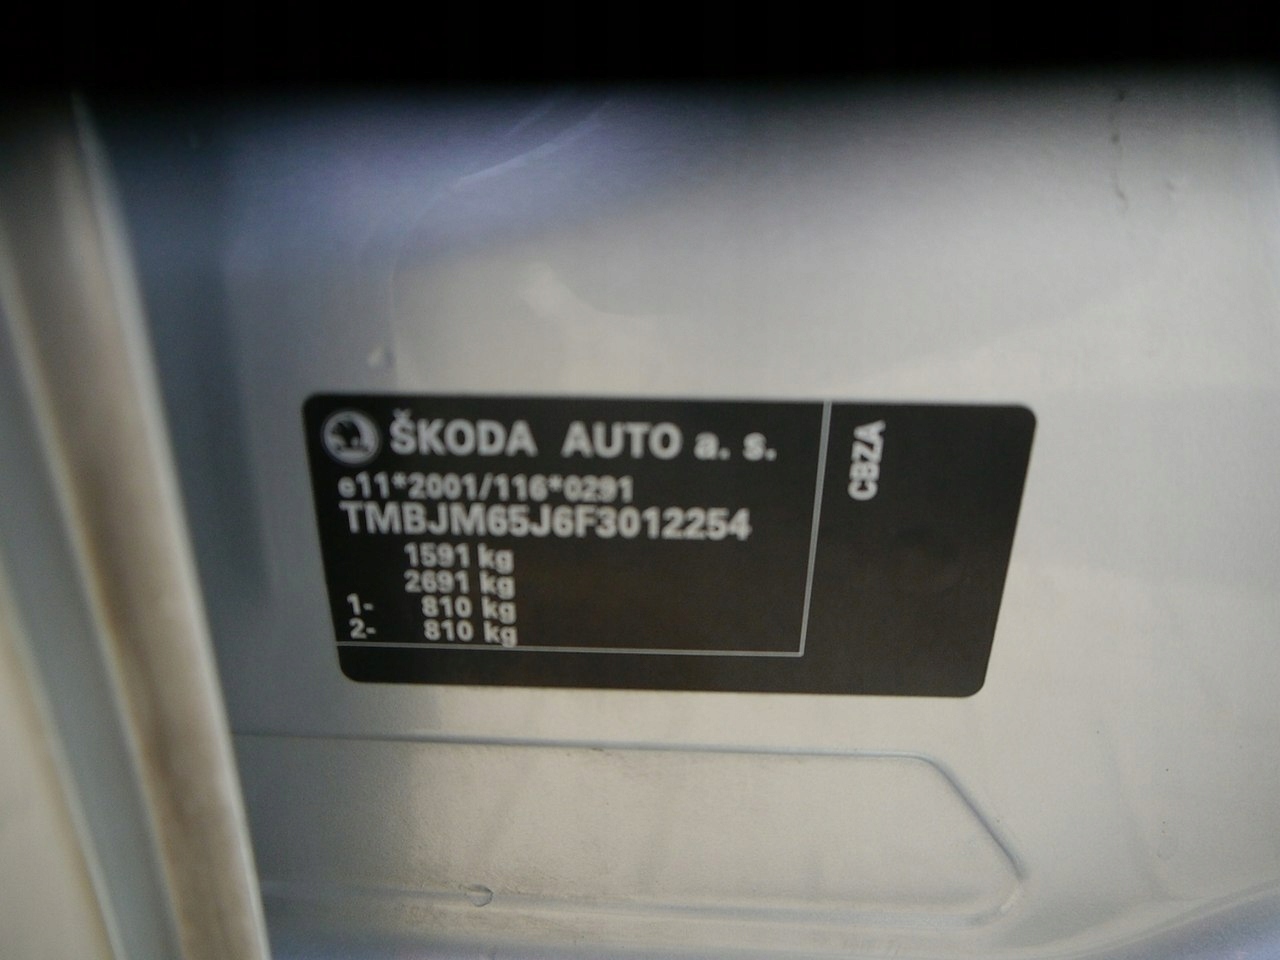 ŠKODA AUTO a. s.
e11*2001/116*0291
TMBJM65J6F3012254
1591 kg
2691 kg
1- 810 kg
2- 810 kg
CBZA